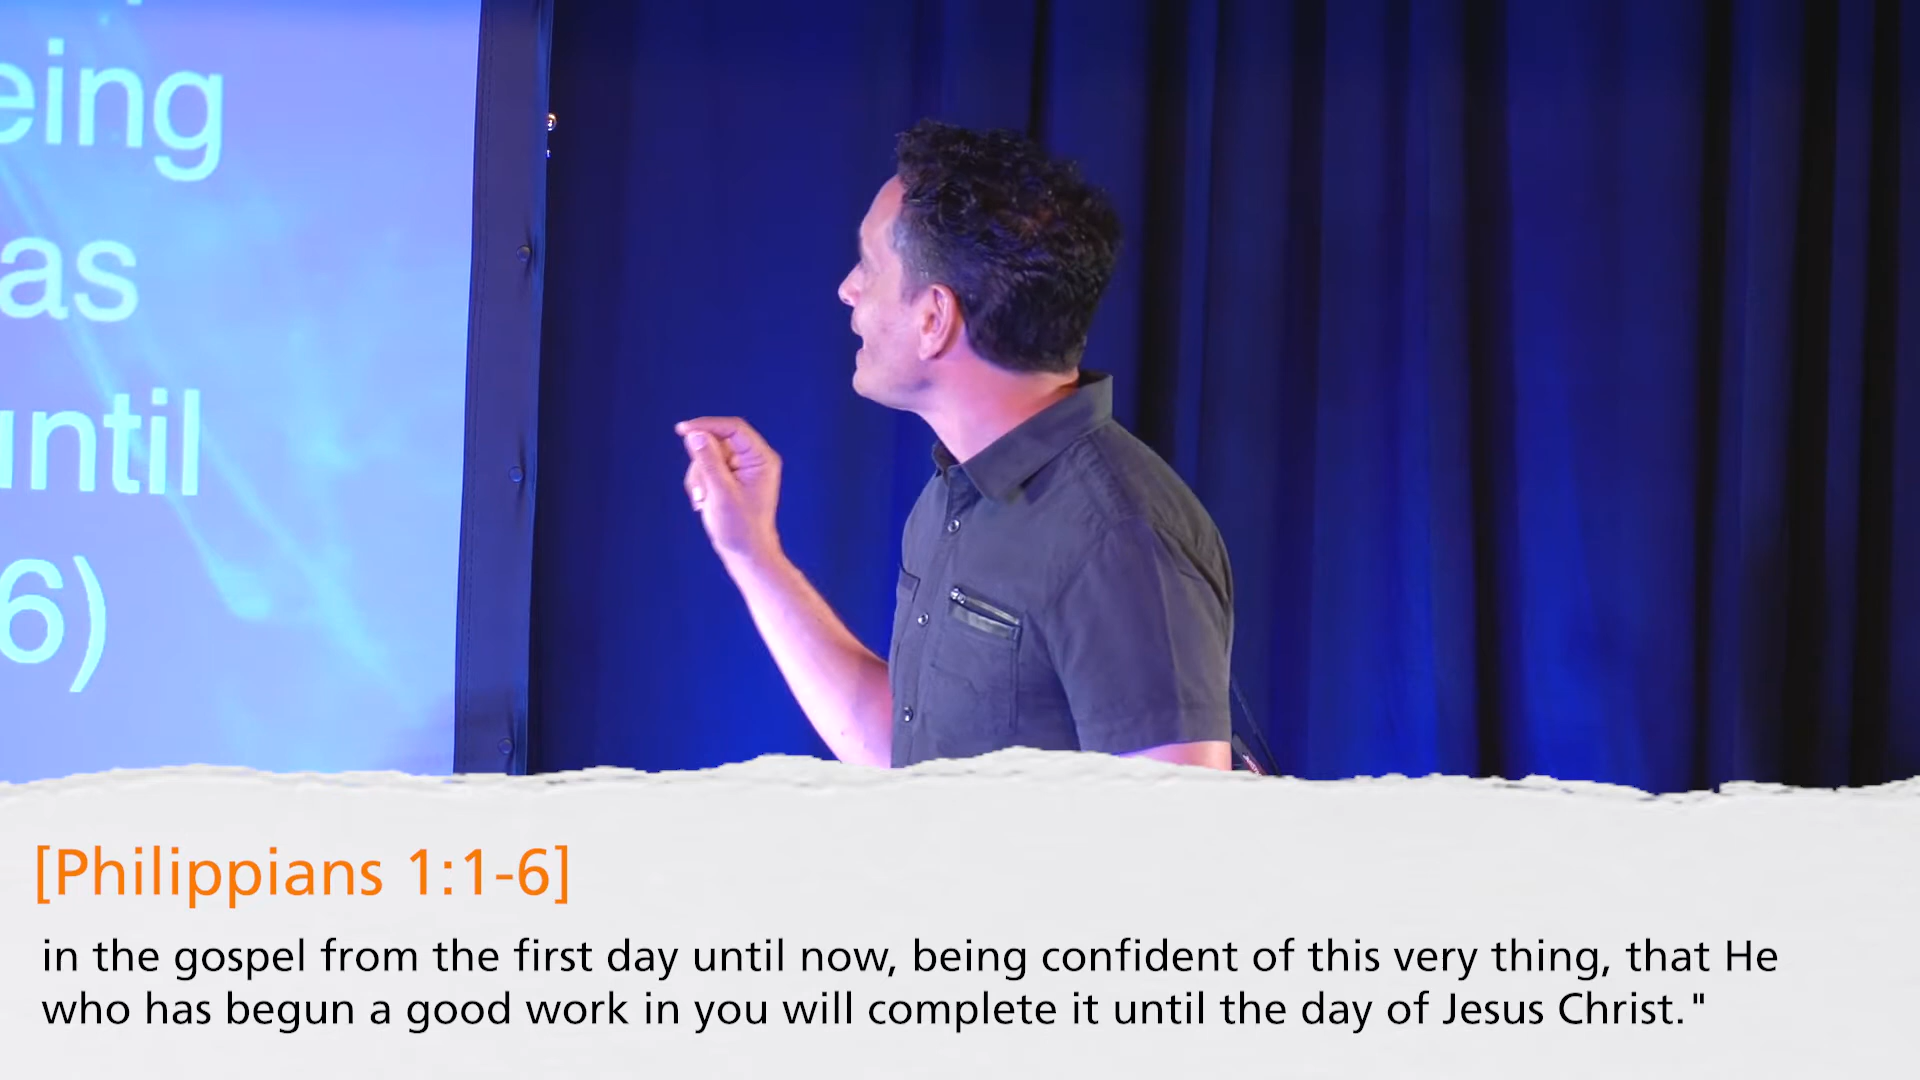 eing
as
until
6)
[Philippians 1:1-6]
in the gospel from the first day until now, being confident of this very thing, that He
who has begun a good work in you will complete it until the day of Jesus Christ."